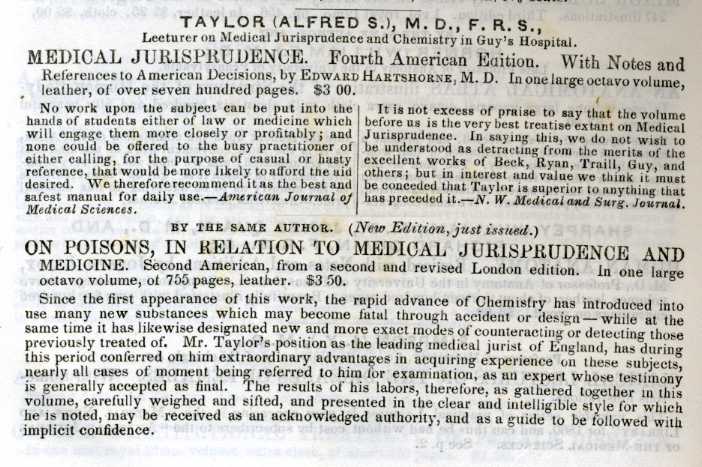 TAYLOR (ALFRED S.), M. D., F. R. S.,
Lecturer on Medical Jurisprudence and Chemistry in Guy's Hospital.
MEDICAL JURISPRUDENCE. Fourth American Edition. With Notes and
References to American Decisions, by EDWARD HARTSHORNE, M. D. In one large octavo volume,
leather, of over seven hundred pages. $3 00.
No work upon the subject can be put into the
hands of students either of law or medicine which
will engage them more closely or profitably; and
none could be offered to the busy practitioner of
either calling, for the purpose of casual or hasty
reference, that would be more likely to afford the aid
desired. We therefore recommend it as the best and
safest manual for daily use.—American Journal of
Medical Sciences.
It is not excess of praise to say that the volume
before us is the very best treatise extant on Medical
Jurisprudence. In saying this, we do not wish to
be understood as detracting from the merits of the
excellent works of Beck, Ryan, Traill, Guy, and
others; but in interest and value we think it must
be conceded that Taylor is superior to anything that
has preceded it.—N. W. Medical and Surg. Journal.
BY THE SAME AUTHOR. (New Edition, just issued.)
ON POISONS, IN RELATION TO MEDICAL JURISPRUDENCE AND
MEDICINE. Second American, from a second and revised London edition. In one large
octavo volume, of 755 pages, leather. $3 50.
Since the first appearance of this work, the rapid advance of Chemistry has introduced into
use many new substances which may become fatal through accident or design—while at the
same time it has likewise designated new and more exact modes of counteracting or detecting those
previously treated of. Mr. Taylor's position as the leading medical jurist of England, has during
this period conferred on him extraordinary advantages in acquiring experience on these subjects,
nearly all cases of moment being referred to him for examination, as an expert whose testimony
is generally accepted as final. The results of his labors, therefore, as gathered together in this
volume, carefully weighed and sifted, and presented in the clear and intelligible style for which
he is noted, may be received as an acknowledged authority, and as a guide to be followed with
implicit confidence.